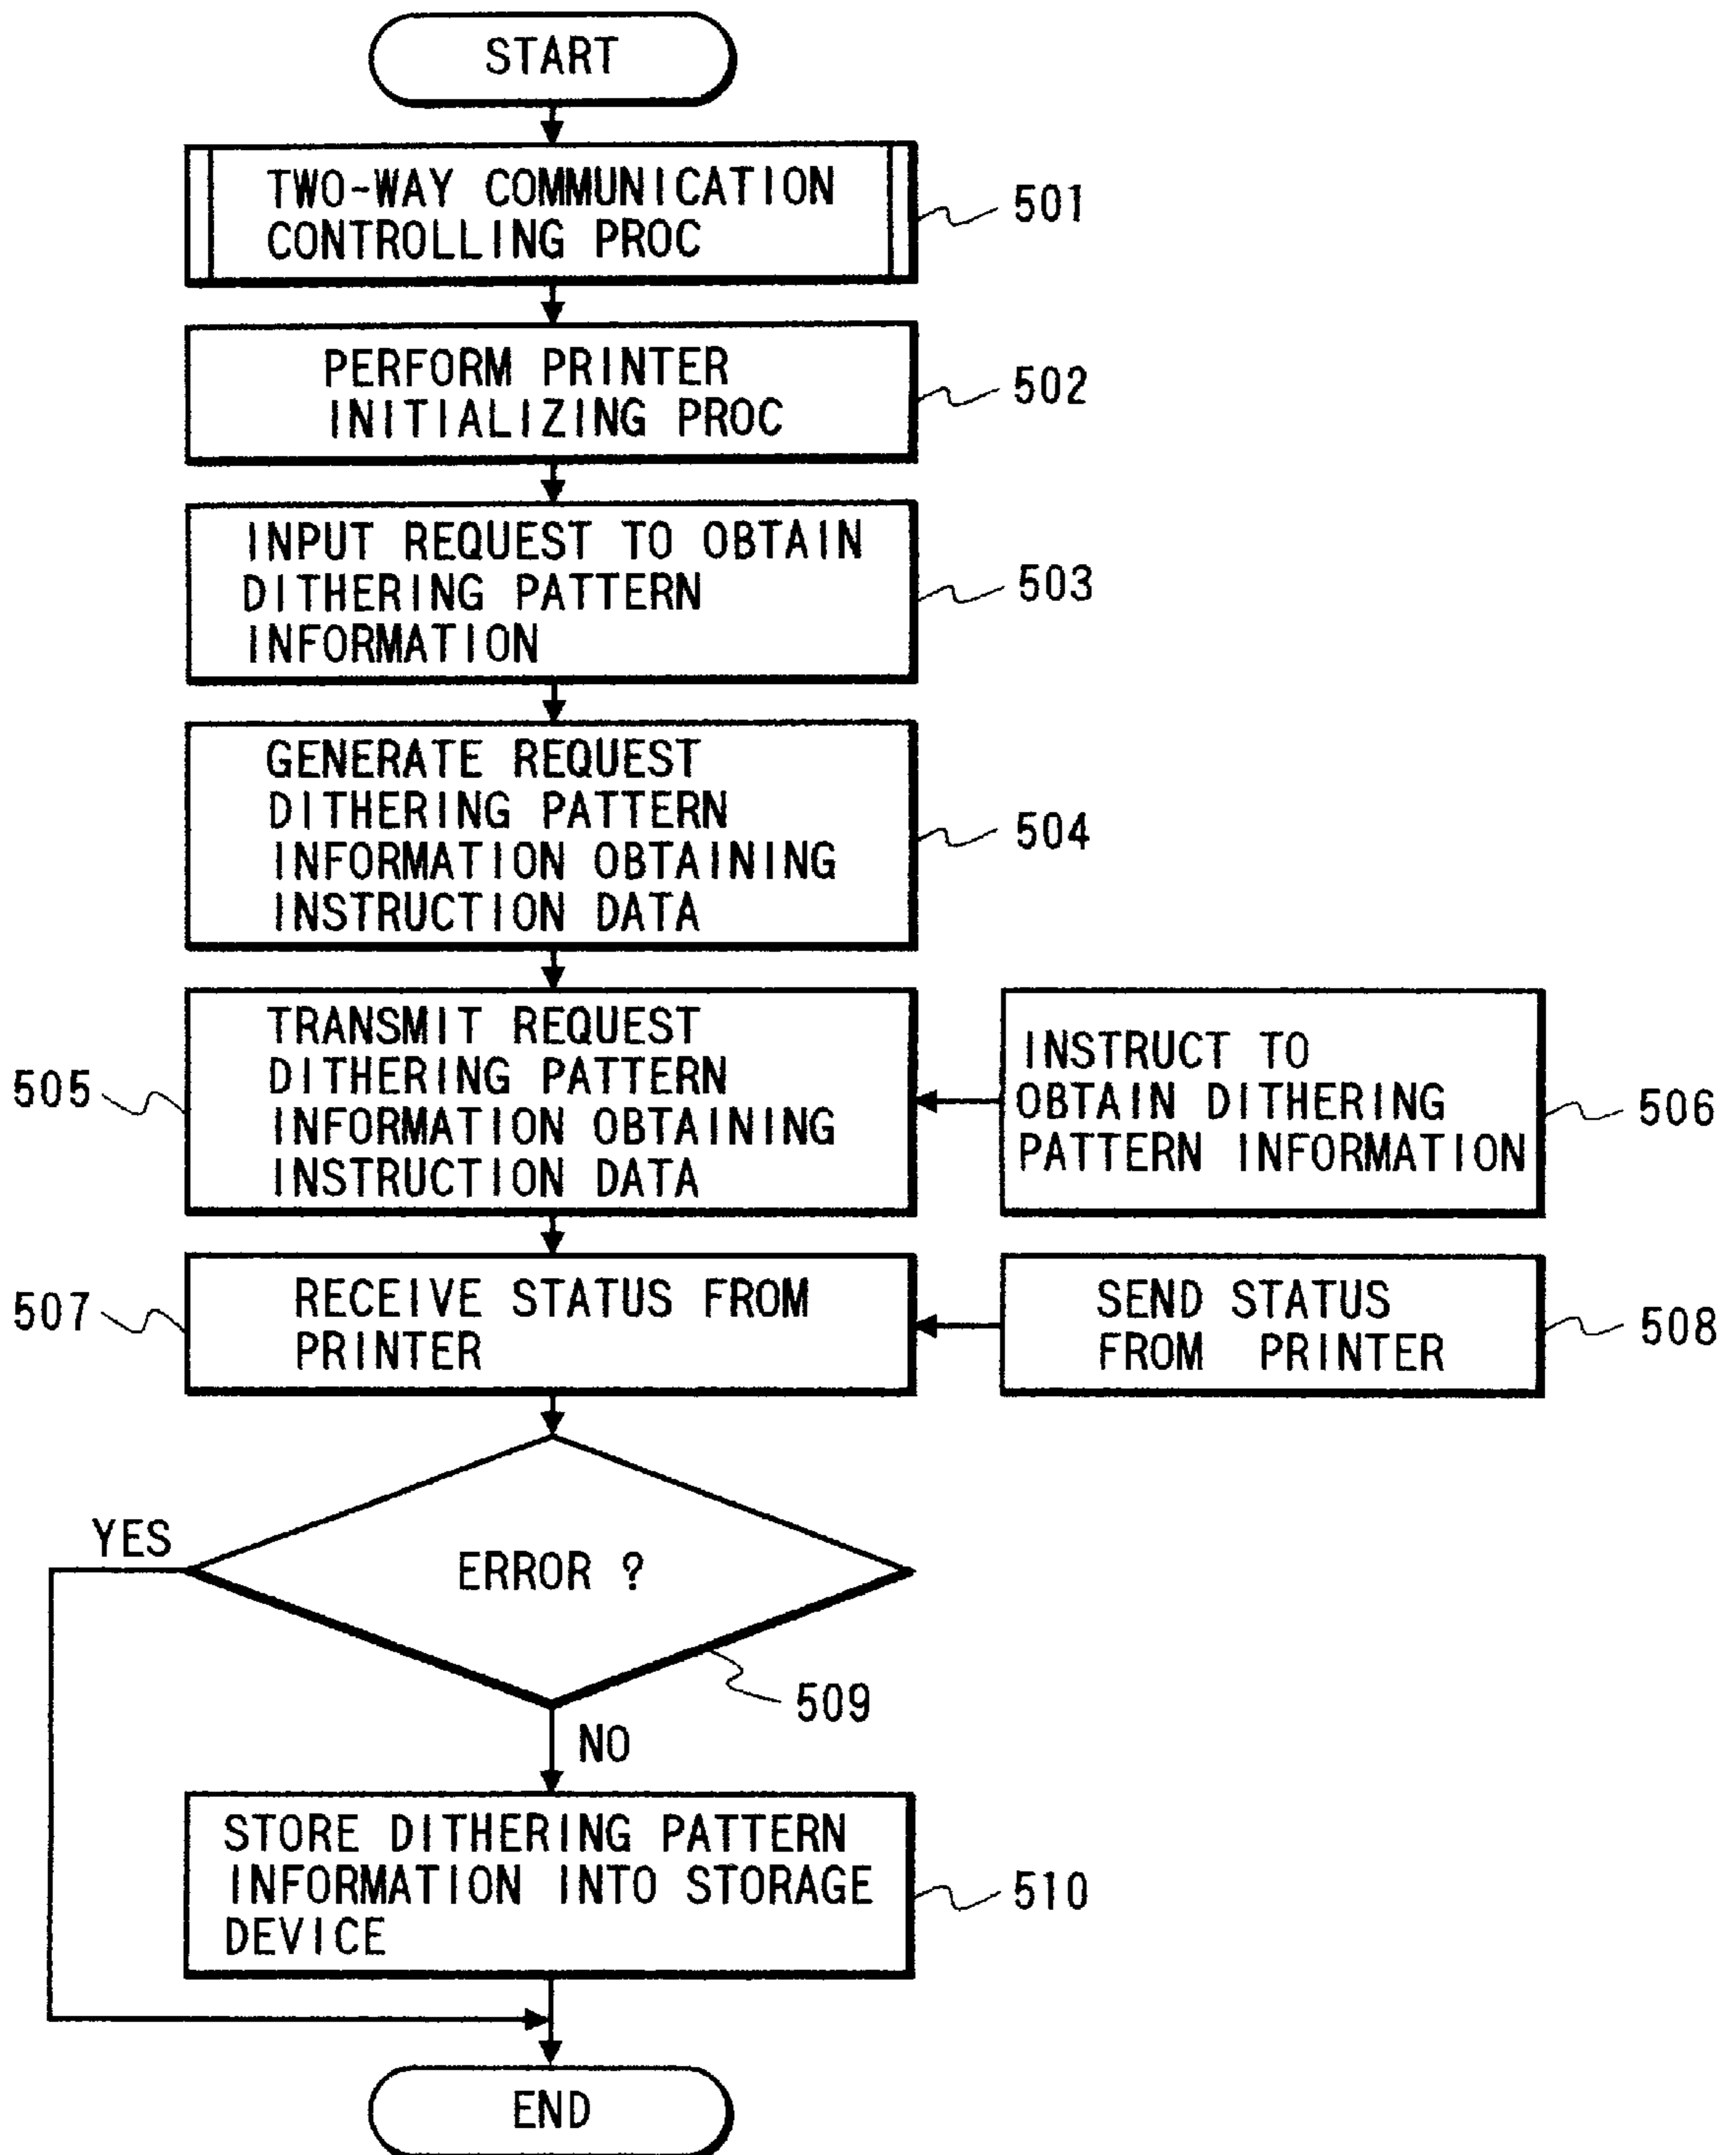 START
TWO-WAY COMMUNICATION
CONTROLLING PROC
501
PERFORM PRINTER
INITIALIZING PROC
502
INPUT REQUEST TO OBTAIN
DITHERING PATTERN
INFORMATION
503
GENERATE REQUEST
DITHERING PATTERN
INFORMATION OBTAINING
INSTRUCTION DATA
504
505
TRANSMIT REQUEST
DITHERING PATTERN
INFORMATION OBTAINING
INSTRUCTION DATA
INSTRUCT TO
OBTAIN DITHERING
PATTERN INFORMATION
506
507
RECEIVE STATUS FROM
PRINTER
SEND STATUS
FROM PRINTER
508
YES
ERROR ?
509
NO
STORE DITHERING PATTERN
INFORMATION INTO STORAGE
DEVICE
510
END